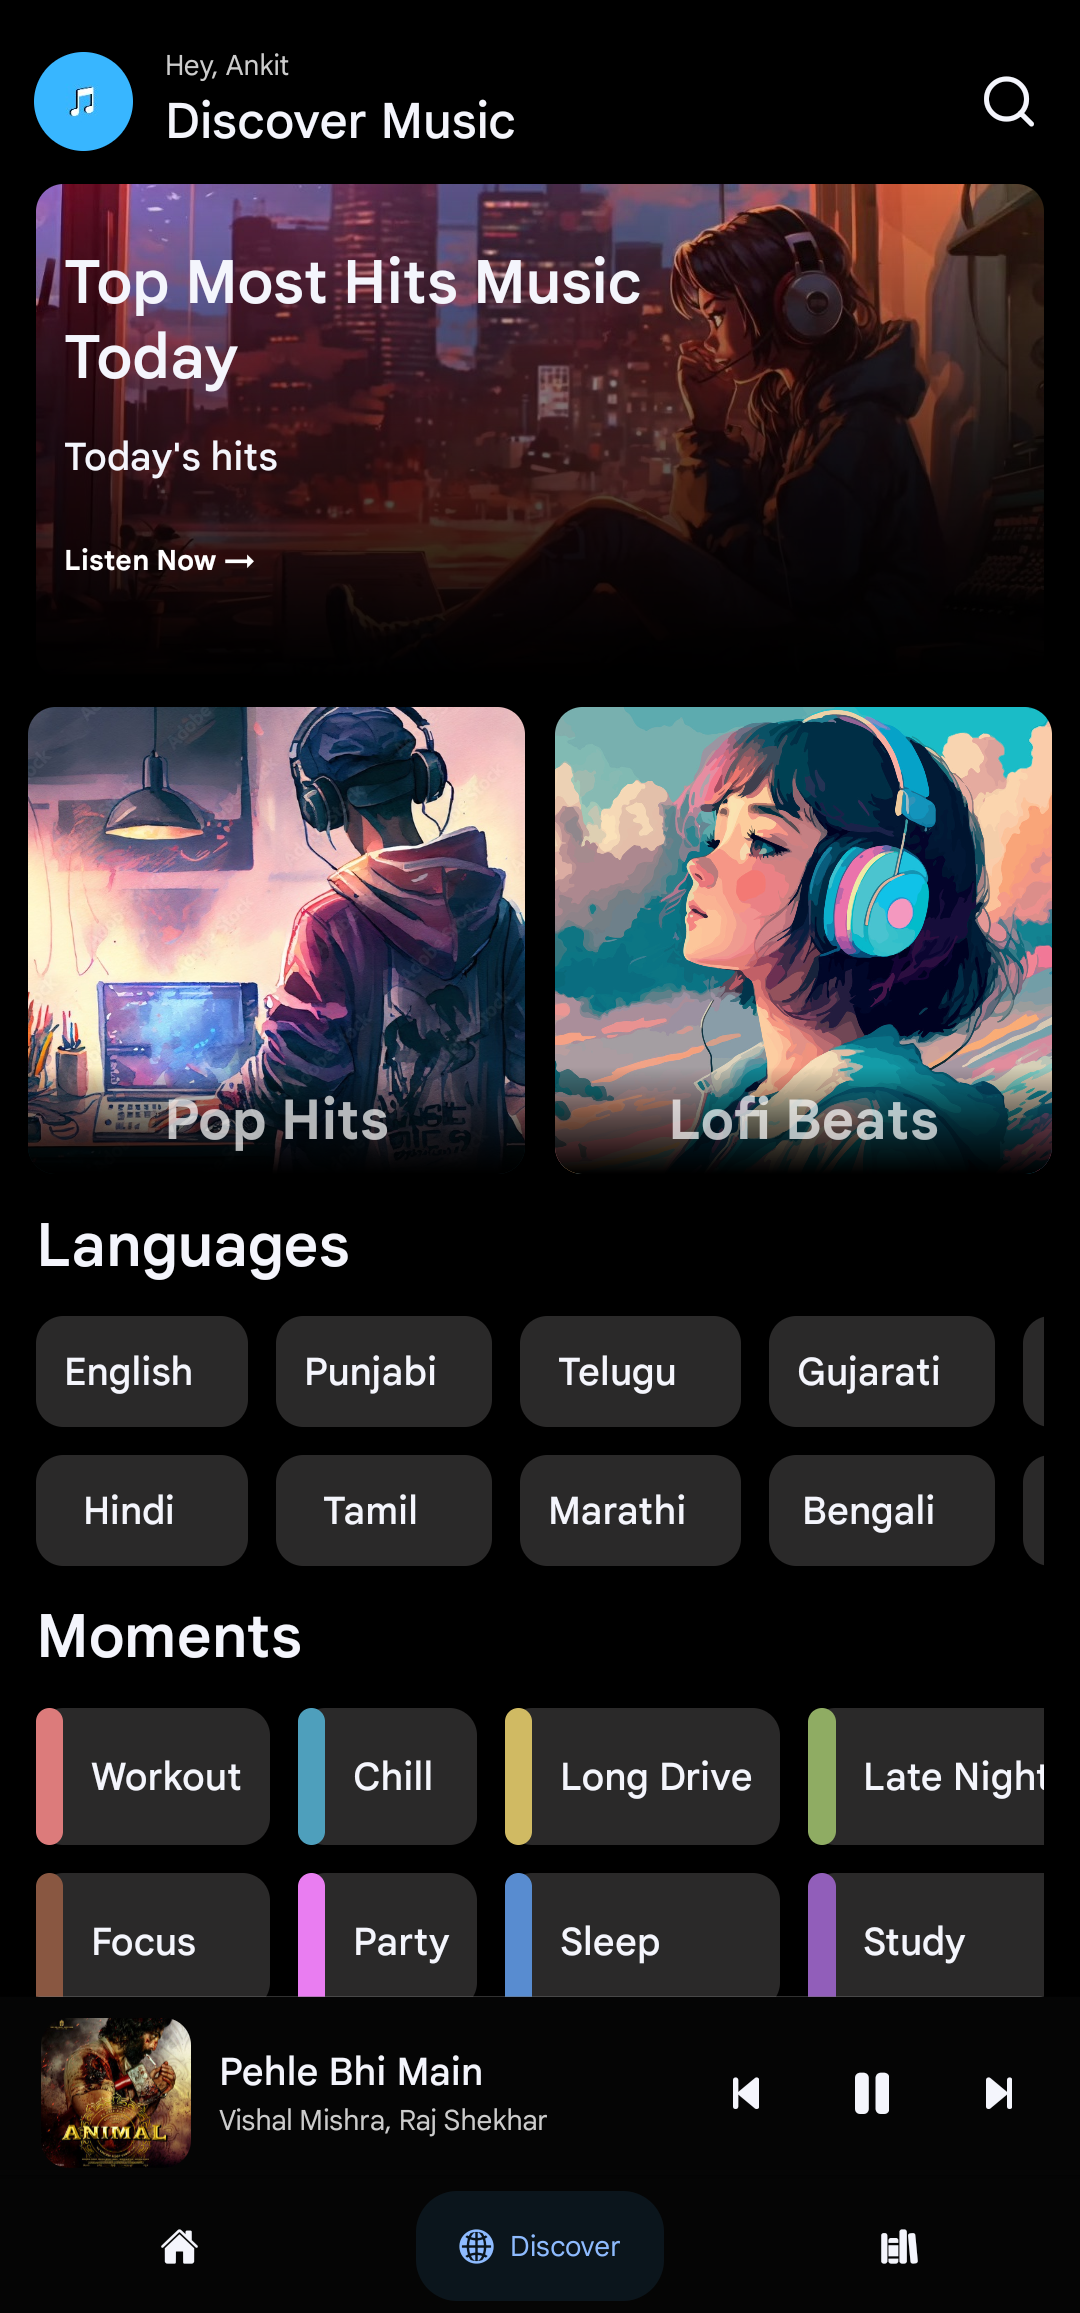 Hey, Ankit
Discover Music
Top Most Hits Music
Today
Today's hits
Listen Now →
Pop Hits
Lofi Beats
Languages
English
Punjabi
Telugu
Gujarati
Hindi
Tamil
Marathi
Bengali
Moments
Workout
Chill
Long Drive
Late Night
Focus
Party
Sleep
Study
ANIMAL
Pehle Bhi Main
Vishal Mishra, Raj Shekhar
Discover